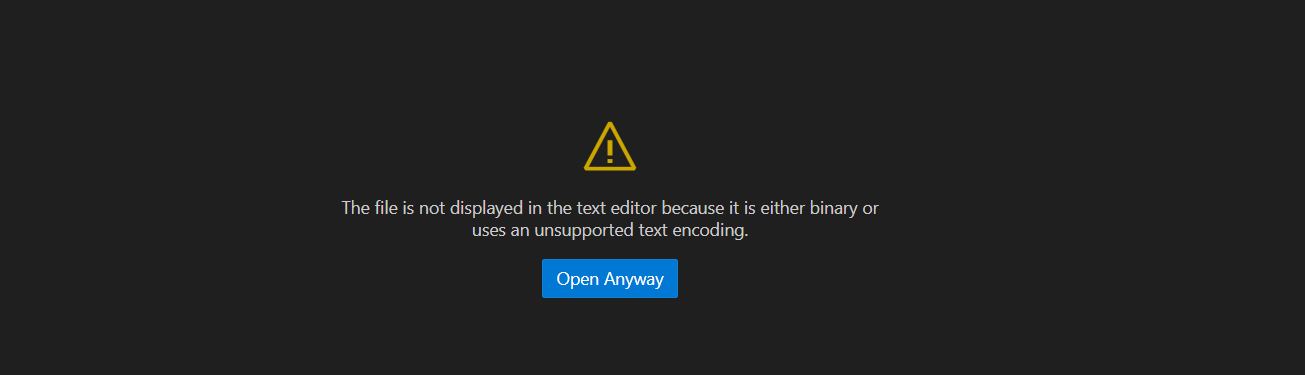 The file is not displayed in the text editor because it is either binary or
uses an unsupported text encoding.
Open Anyway